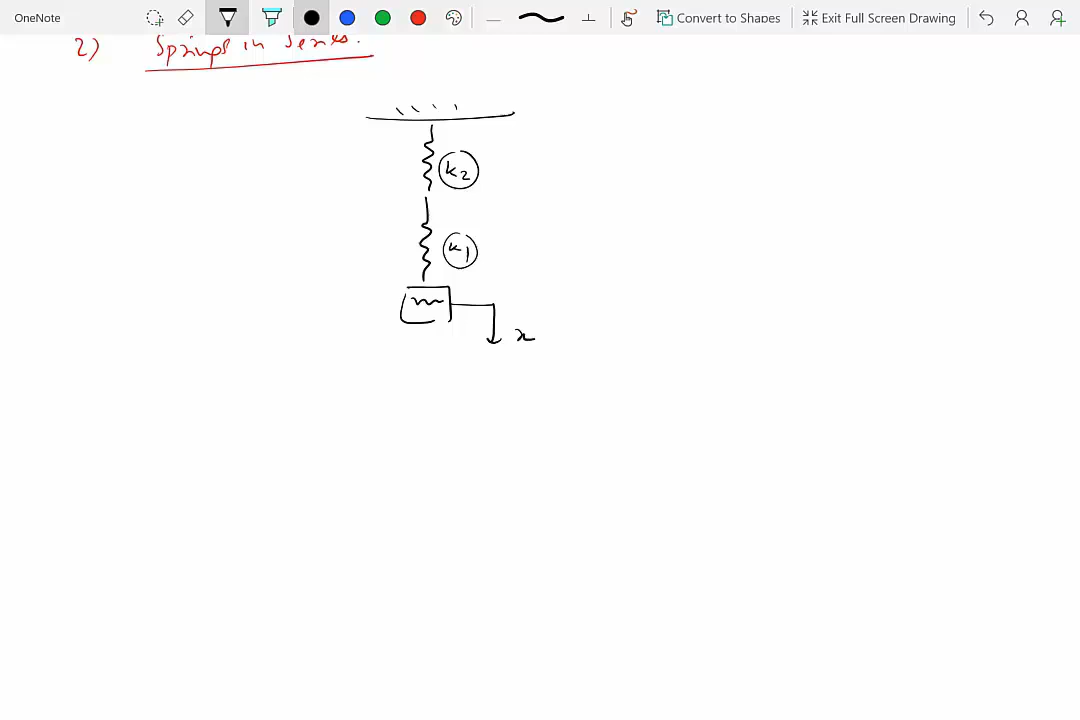 OneNote
Convert to Shapes
Exit Full Screen Drawing
2) Springs in Series.
k2
k1
m
x